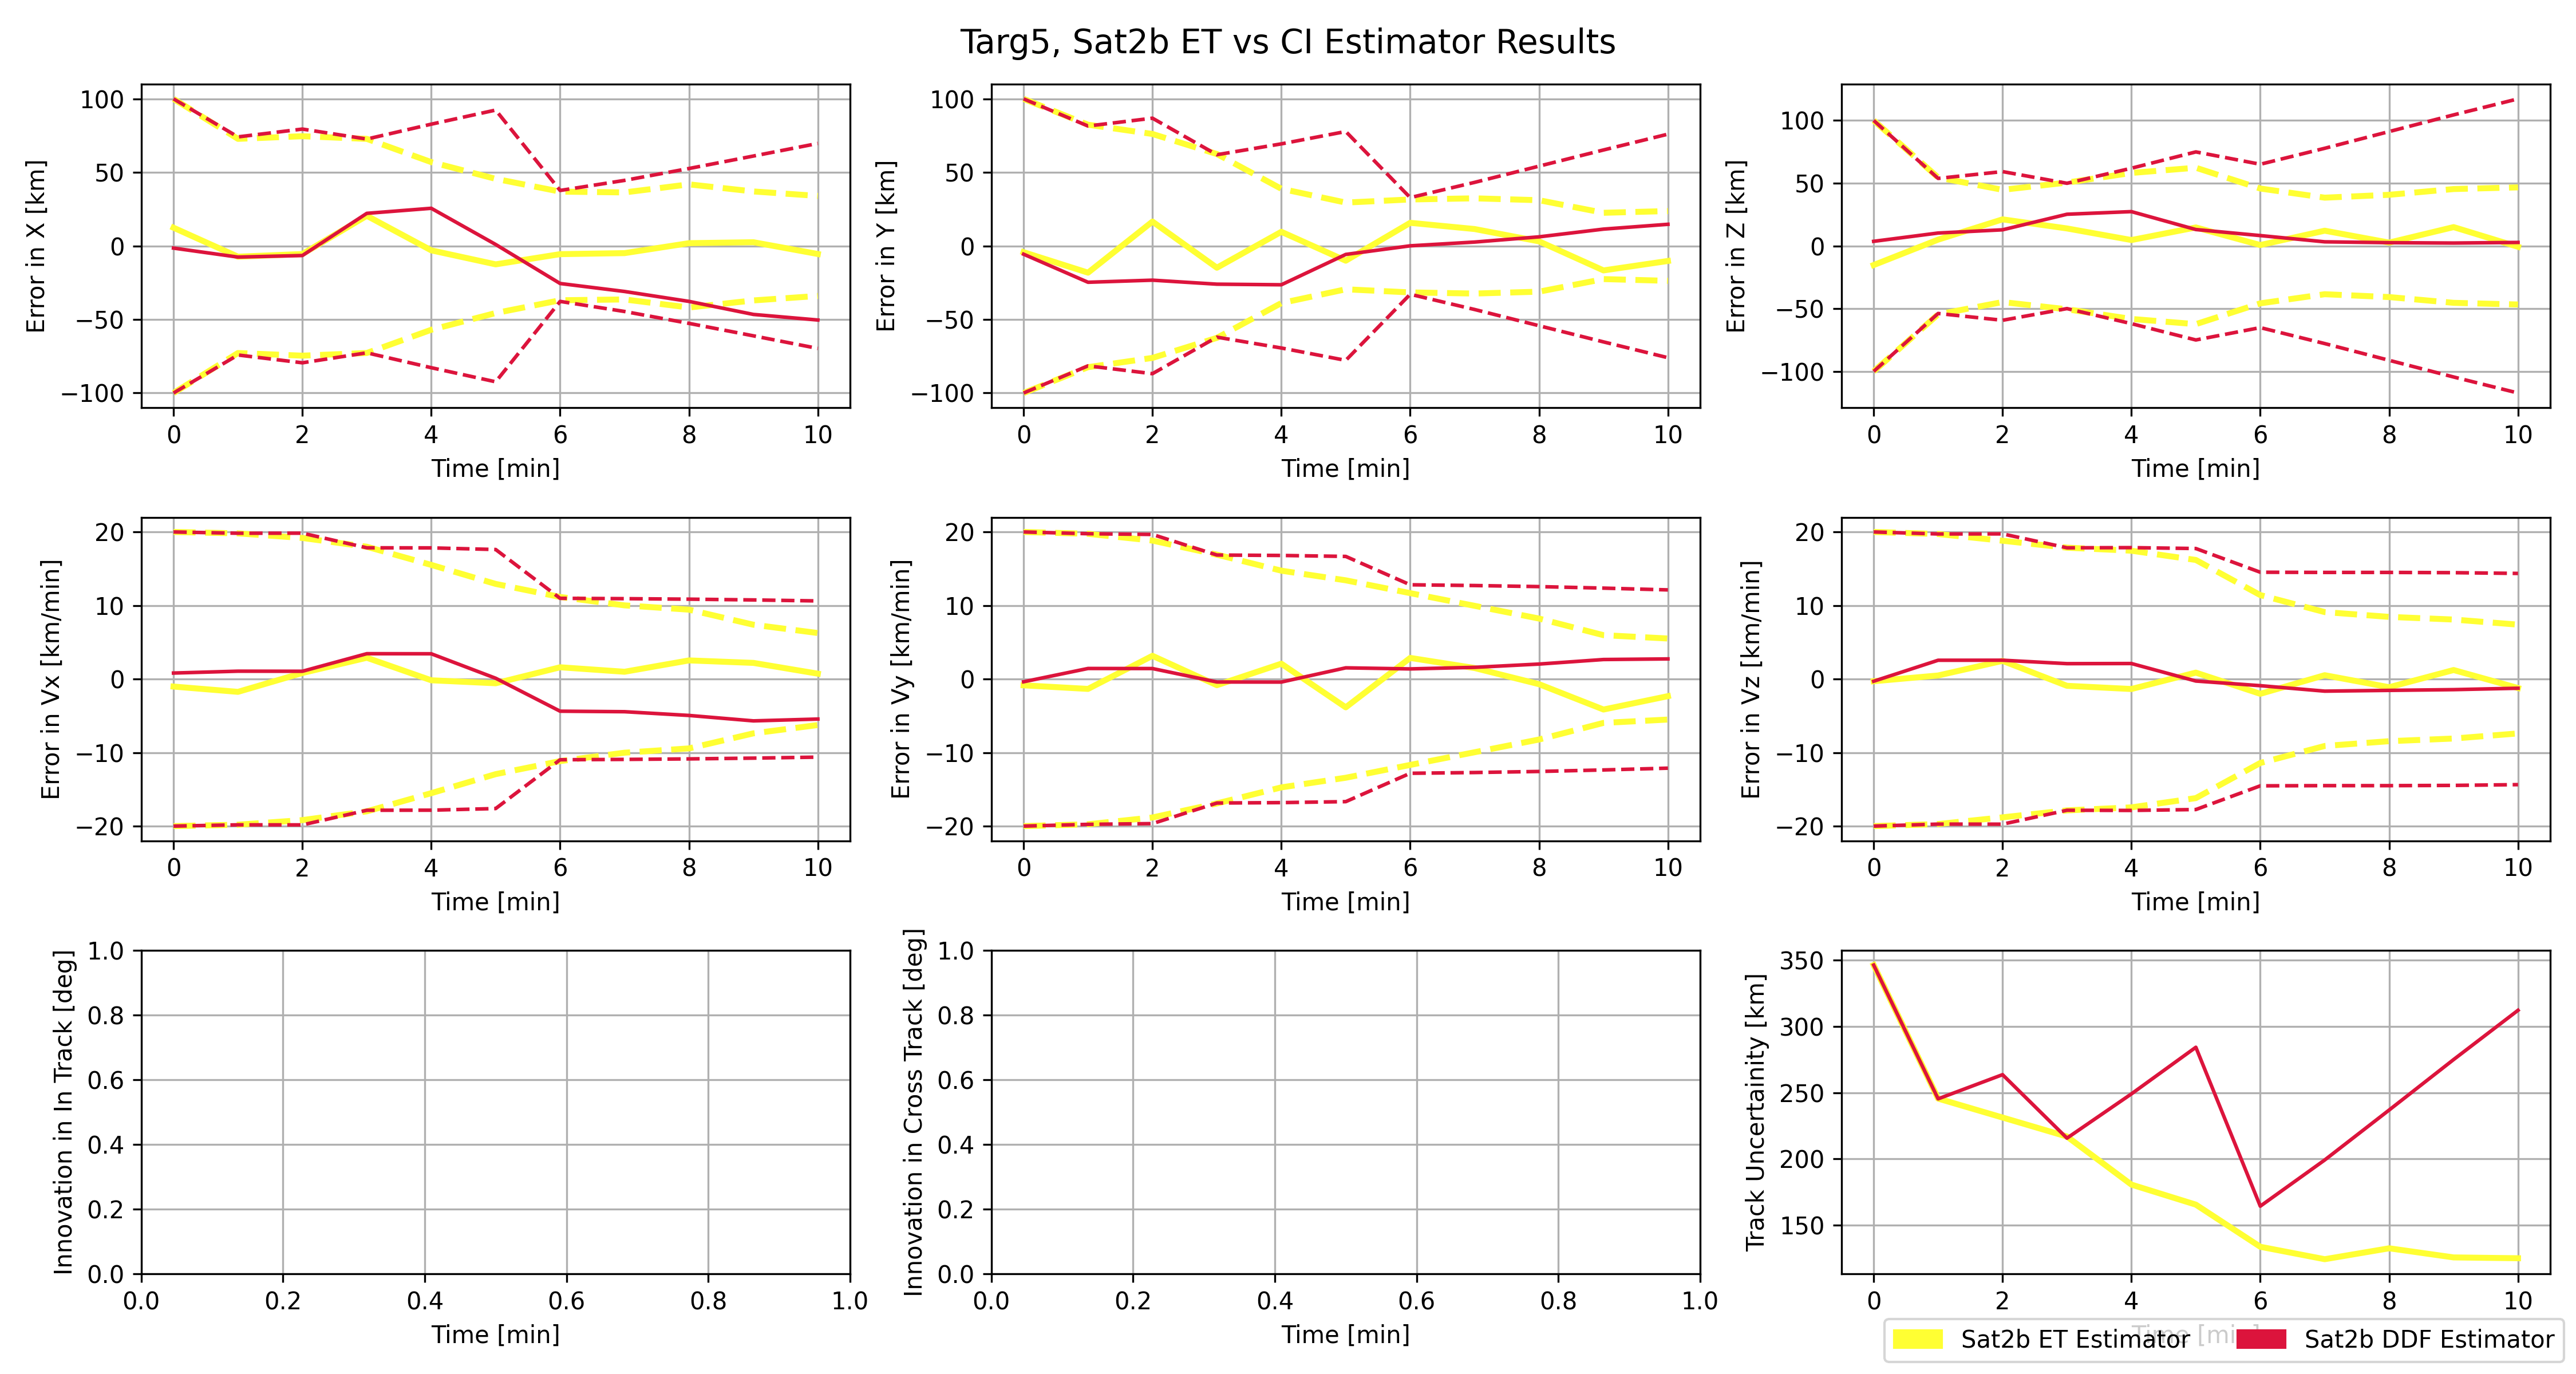 Targ5, Sat2b ET vs CI Estimator Results
Error in X [km]
100
50
0
−50
−100
0 2 4 6 8 10
Time [min]
Error in Y [km]
100
50
0
−50
−100
0 2 4 6 8 10
Time [min]
Error in Z [km]
100
50
0
−50
−100
0 2 4 6 8 10
Time [min]
Error in Vx [km/min]
20
10
0
−10
−20
0 2 4 6 8 10
Time [min]
Error in Vy [km/min]
20
10
0
−10
−20
0 2 4 6 8 10
Time [min]
Error in Vz [km/min]
20
10
0
−10
−20
0 2 4 6 8 10
Time [min]
Innovation in In Track [deg]
1.0
0.8
0.6
0.4
0.2
0.0
0.0 0.2 0.4 0.6 0.8 1.0
Time [min]
Innovation in Cross Track [deg]
1.0
0.8
0.6
0.4
0.2
0.0
0.0 0.2 0.4 0.6 0.8 1.0
Time [min]
Track Uncertainity [km]
350
300
250
200
150
0 2 4 6 8 10
Time [min]
Sat2b ET Estimator
Sat2b DDF Estimator